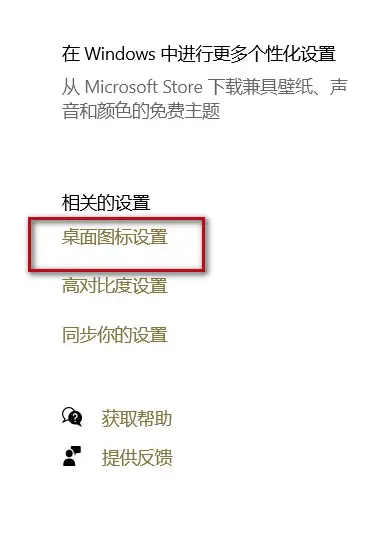 在 Windows 中进行更多个性化设置
从 Microsoft Store 下载兼具壁纸、声
音和颜色的免费主题
相关的设置
桌面图标设置
高对比度设置
同步你的设置
获取帮助
提供反馈